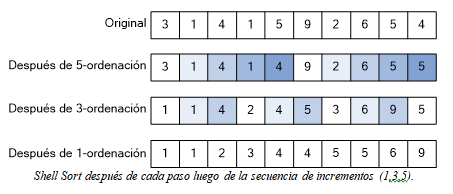 Original 3 1 4 1 5 9 2 6 5 4
Después de 5-ordenación 3 1 4 1 4 9 2 6 5 5
Después de 3-ordenación 1 1 4 2 4 5 3 6 9 5
Después de 1-ordenación 1 1 2 3 4 4 5 5 6 9
Shell Sort después de cada paso luego de la secuencia de incrementos (1,3,5).